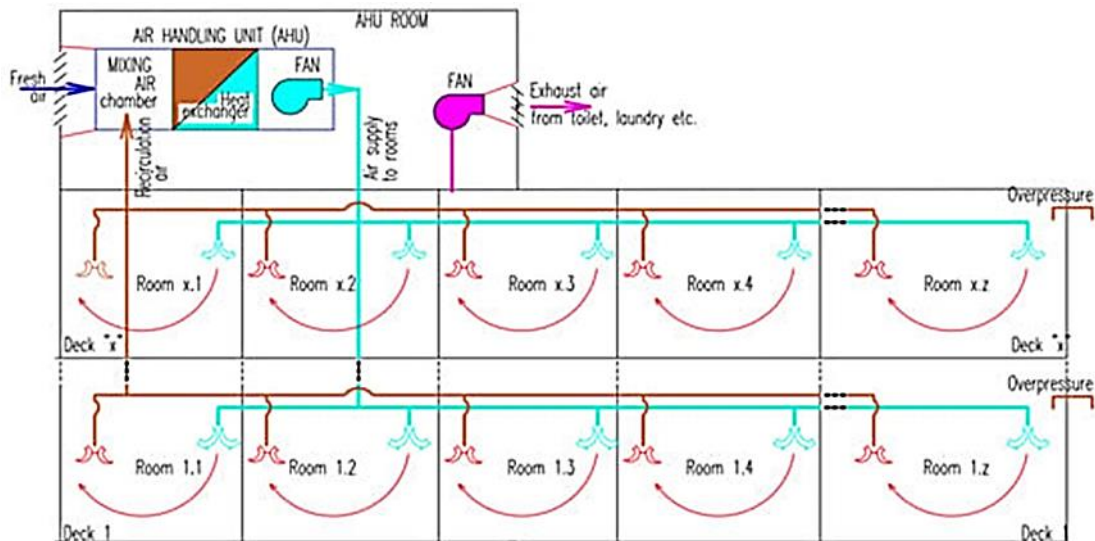 AHU ROOM
AIR HANDLING UNIT (AHU)
MIXING
AIR
chamber
Heat
exchanger
FAN
Fresh
air
FAN
Exhaust air
from toilet, laundry etc.
Recirculation
air
Air supply
to rooms
Overpressure
Room x.1
Room x.2
Room x.3
Room x.4
Room x.z
Deck "x"
Deck "x"
Overpressure
Room 1.1
Room 1.2
Room 1.3
Room 1.4
Room 1.z
Deck 1
Deck 1